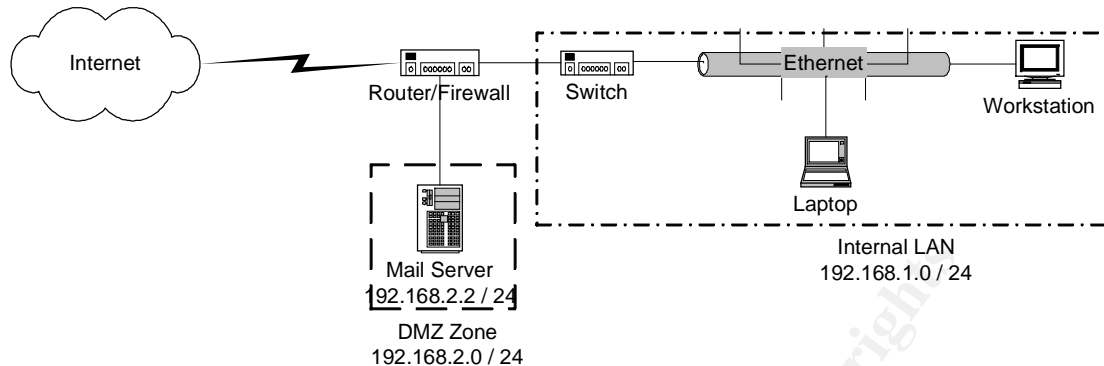 Internet
Router/Firewall
Switch
Ethernet
Workstation
Laptop
Internal LAN
192.168.1.0 / 24
Mail Server
192.168.2.2 / 24
DMZ Zone
192.168.2.0 / 24
rights